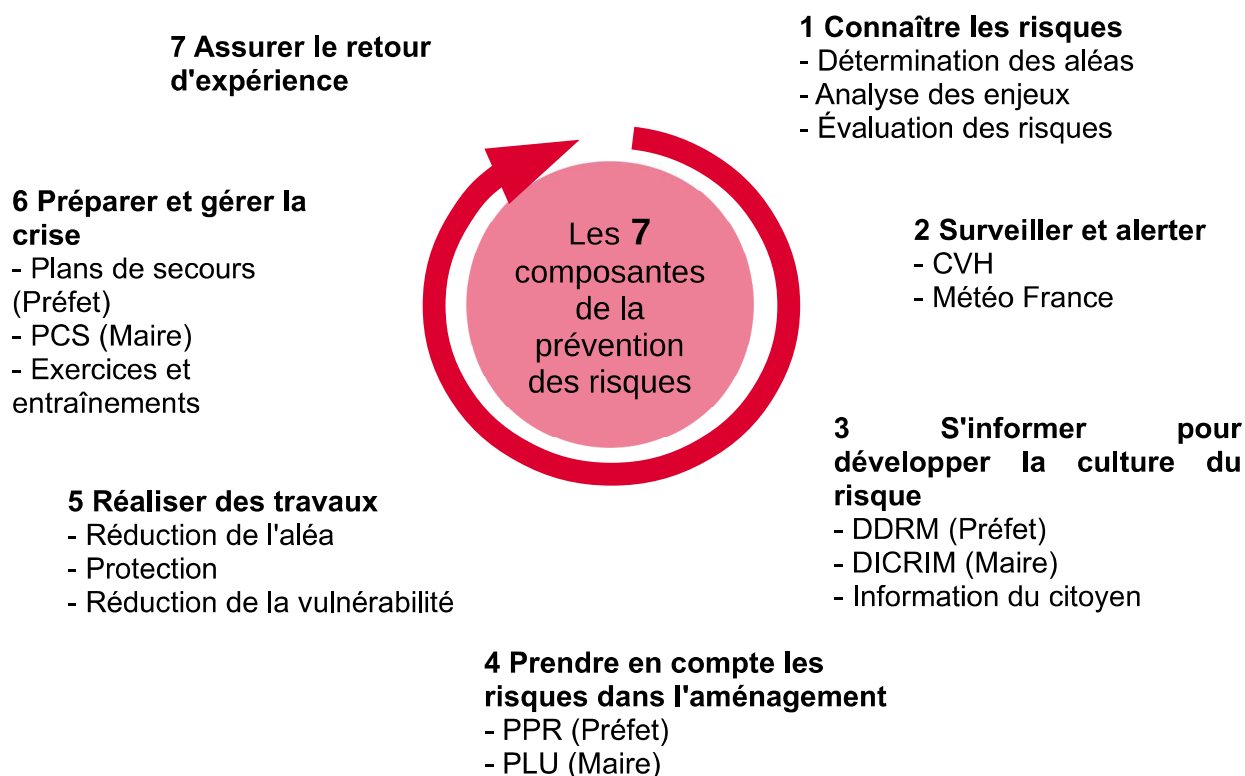 Les 7
composantes
de la
prévention
des risques
1 Connaître les risques
- Détermination des aléas
- Analyse des enjeux
- Évaluation des risques
2 Surveiller et alerter
- CVH
- Météo France
3 S'informer pour
développer la culture du
risque
- DDRM (Préfet)
- DICRIM (Maire)
- Information du citoyen
4 Prendre en compte les
risques dans l'aménagement
- PPR (Préfet)
- PLU (Maire)
5 Réaliser des travaux
- Réduction de l'aléa
- Protection
- Réduction de la vulnérabilité
6 Préparer et gérer la
crise
- Plans de secours
(Préfet)
- PCS (Maire)
- Exercices et
entraînements
7 Assurer le retour
d'expérience